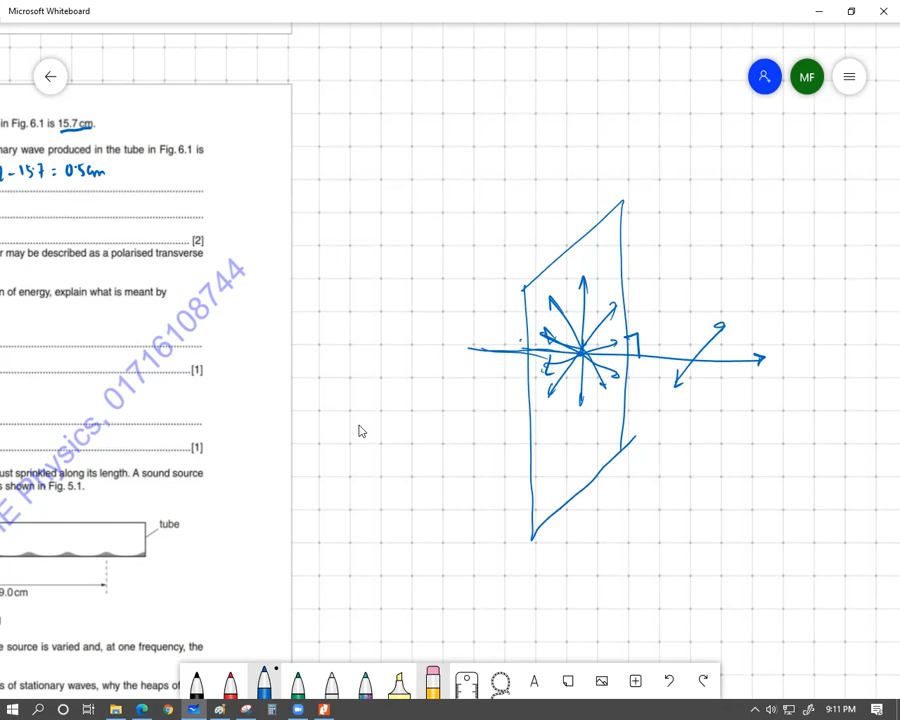 Microsoft Whiteboard
MF
in Fig. 6.1 is 15.7 cm.
nary wave produced in the tube in Fig. 6.1 is
- 15.7 = 0.5cm
[2]
r may be described as a polarised transverse
n of energy, explain what is meant by
[1]
[1]
ust sprinkled along its length. A sound source
s shown in Fig. 5.1.
tube
9.0 cm
e source is varied and, at one frequency, the
s of stationary waves, why the heaps of
Physics, 01716108744
A
9:11 PM